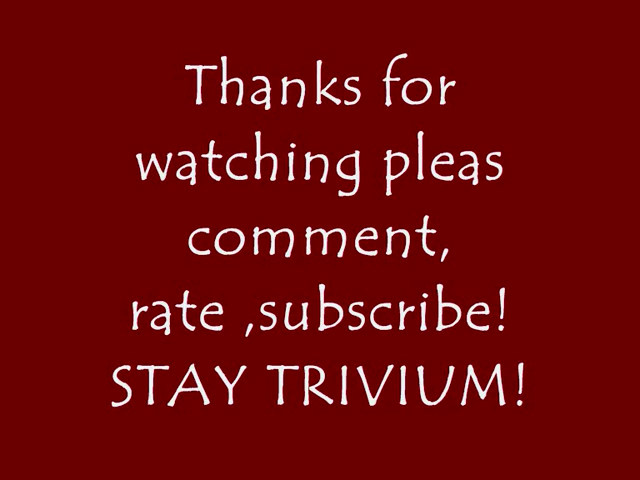 Thanks for
watching pleas
comment,
rate ,subscribe!
STAY TRIVIUM!